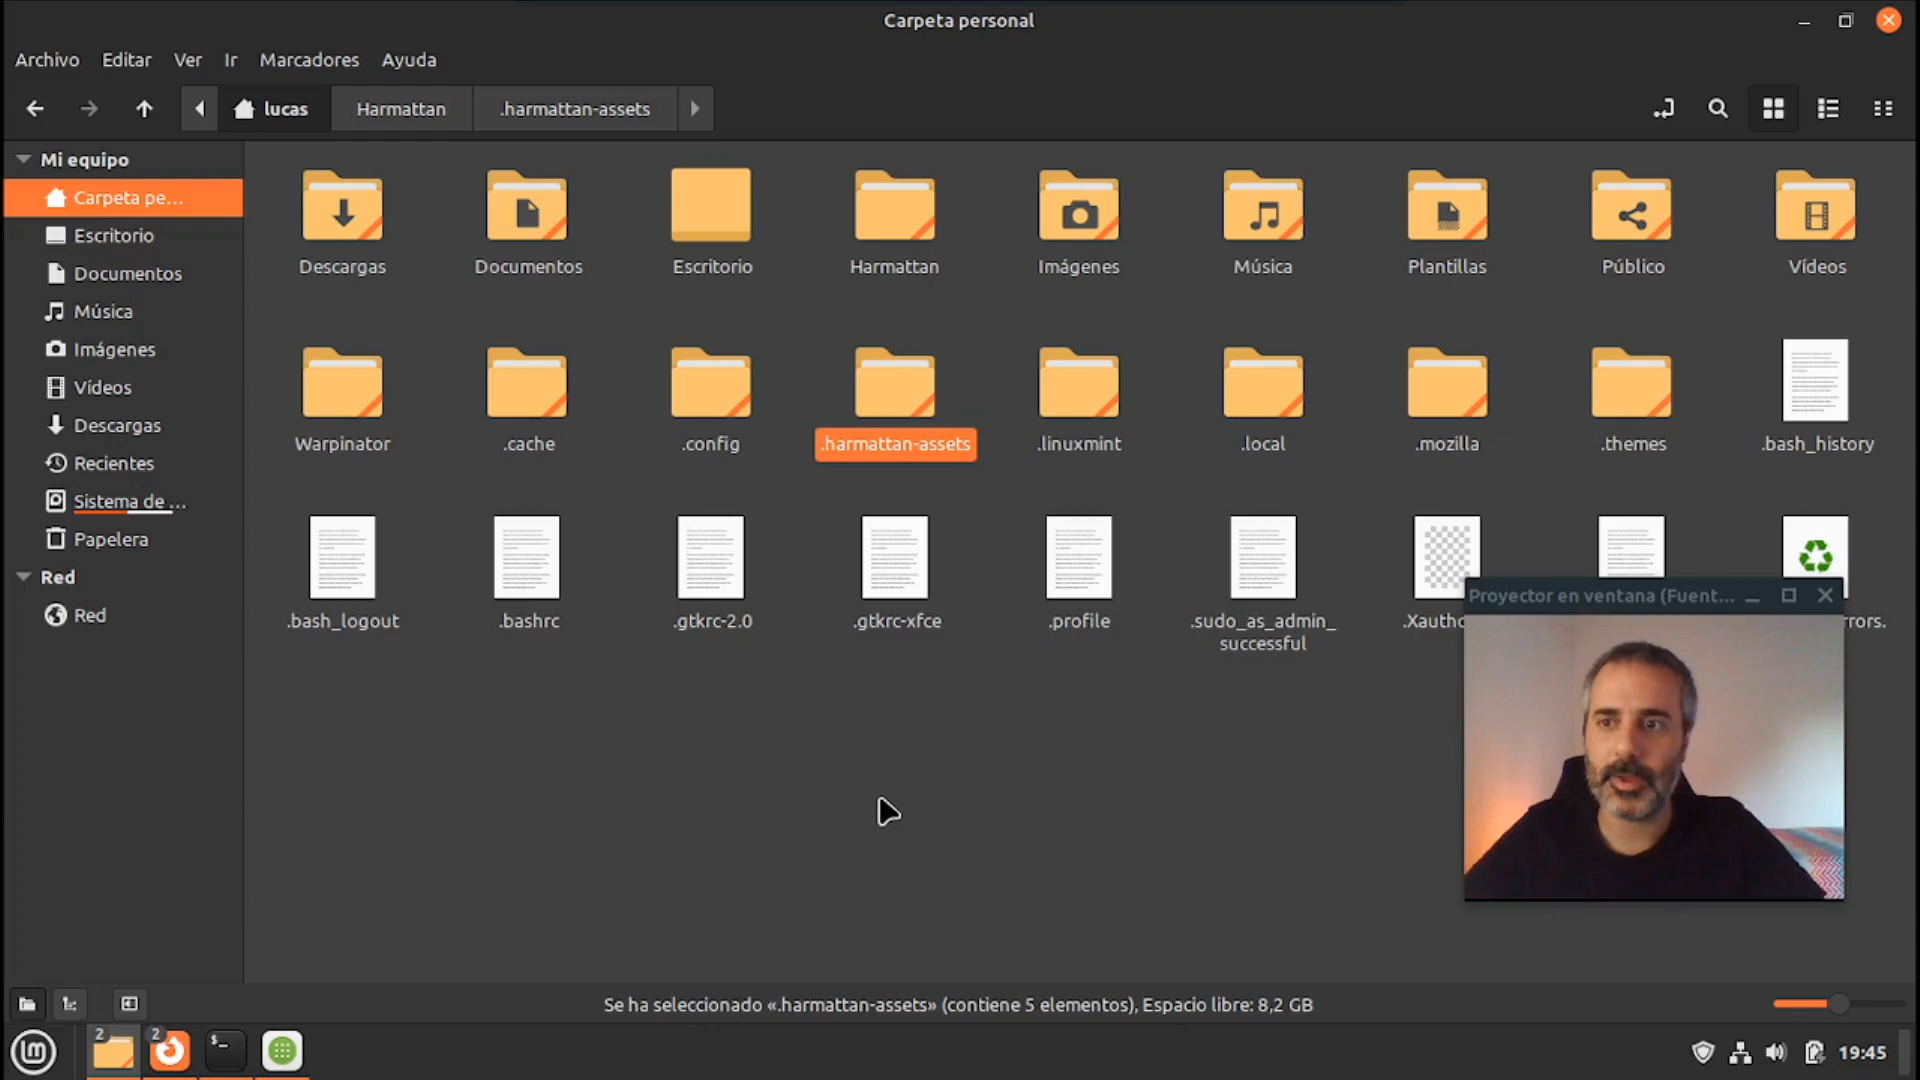 Carpeta personal
Archivo Editar Ver Ir Marcadores Ayuda
lucas Harmattan .harmattan-assets
Mi equipo
Carpeta pe...
Escritorio
Documentos
Música
Imágenes
Vídeos
Descargas
Recientes
Sistema de ...
Papelera
Red
Red
Descargas Documentos Escritorio Harmattan Imágenes Música Plantillas Público Vídeos
Warpinator .cache .config .harmattan-assets .linuxmint .local .mozilla .themes .bash_history
.bash_logout .bashrc .gtkrc-2.0 .gtkrc-xfce .profile .sudo_as_admin_
successful
Proyector en ventana (Fuent...
Se ha seleccionado «.harmattan-assets» (contiene 5 elementos), Espacio libre: 8,2 GB
2 2 $_ 19:45